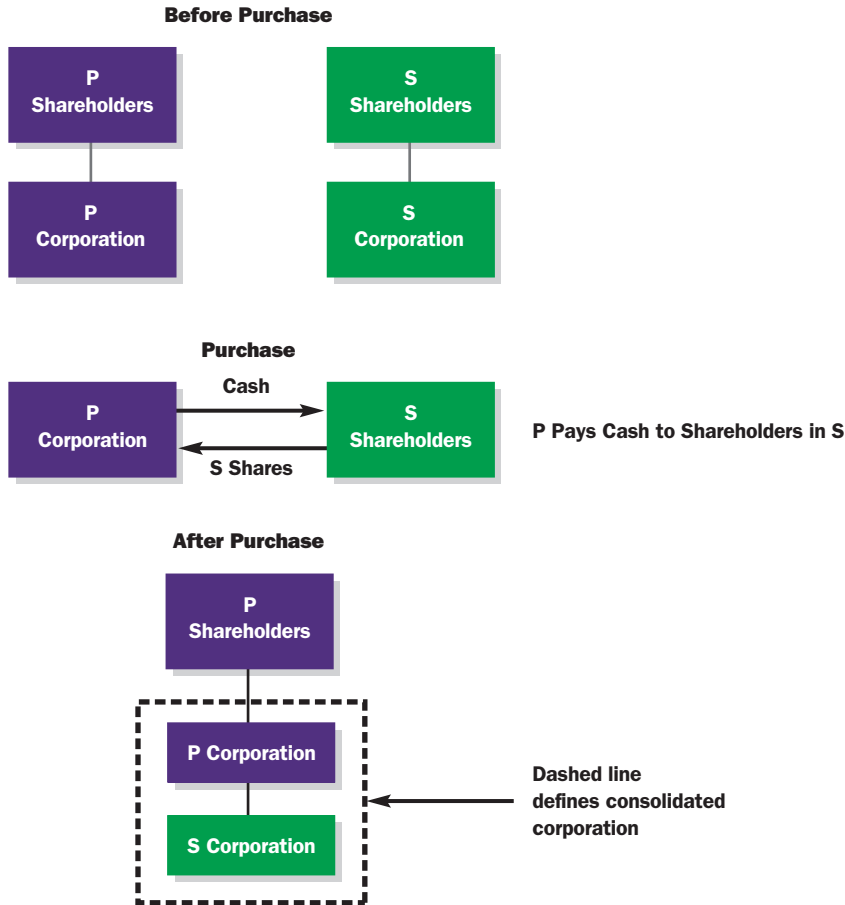 Before Purchase
P
Shareholders
S
Shareholders
P
Corporation
S
Corporation
Purchase
Cash
P
Corporation
S
Shareholders
P Pays Cash to Shareholders in S
S Shares
After Purchase
P
Shareholders
P Corporation
S Corporation
Dashed line
defines consolidated
corporation